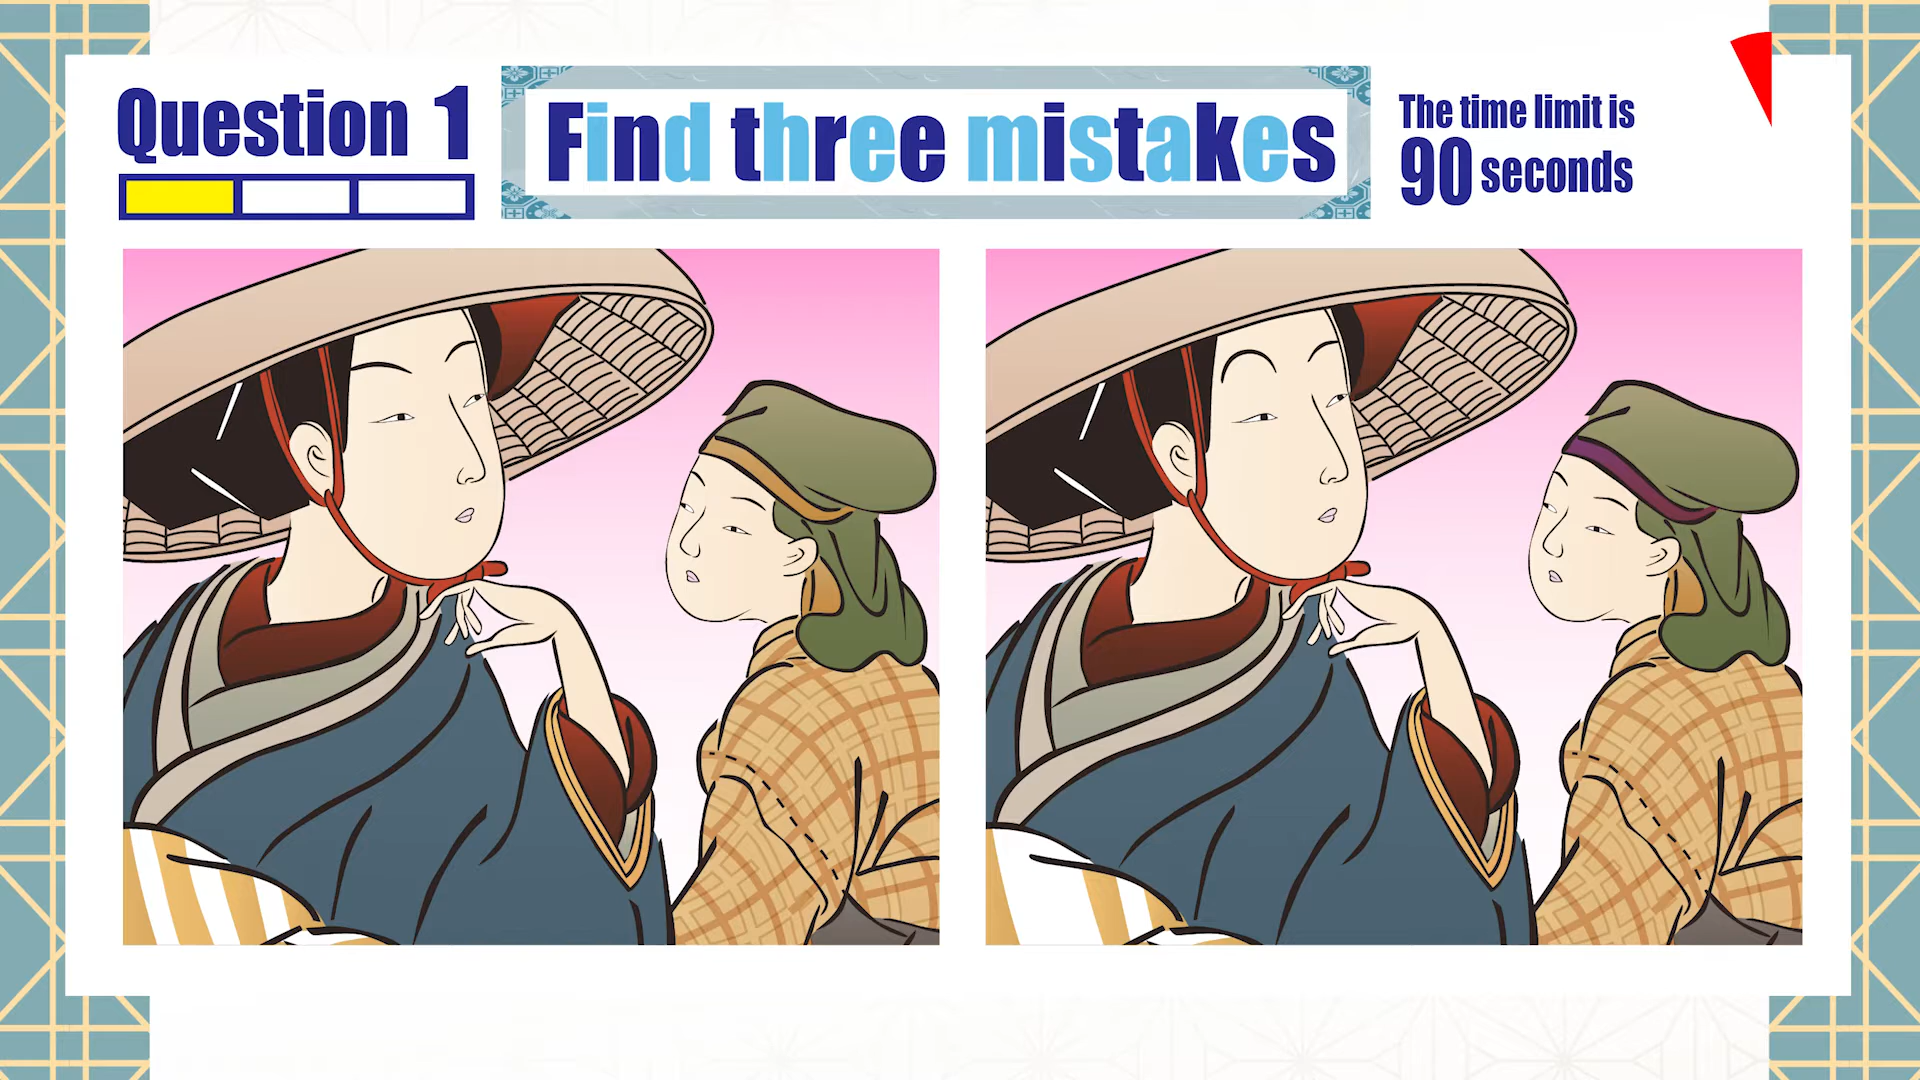 Question 1
Find three mistakes
The time limit is
90 seconds